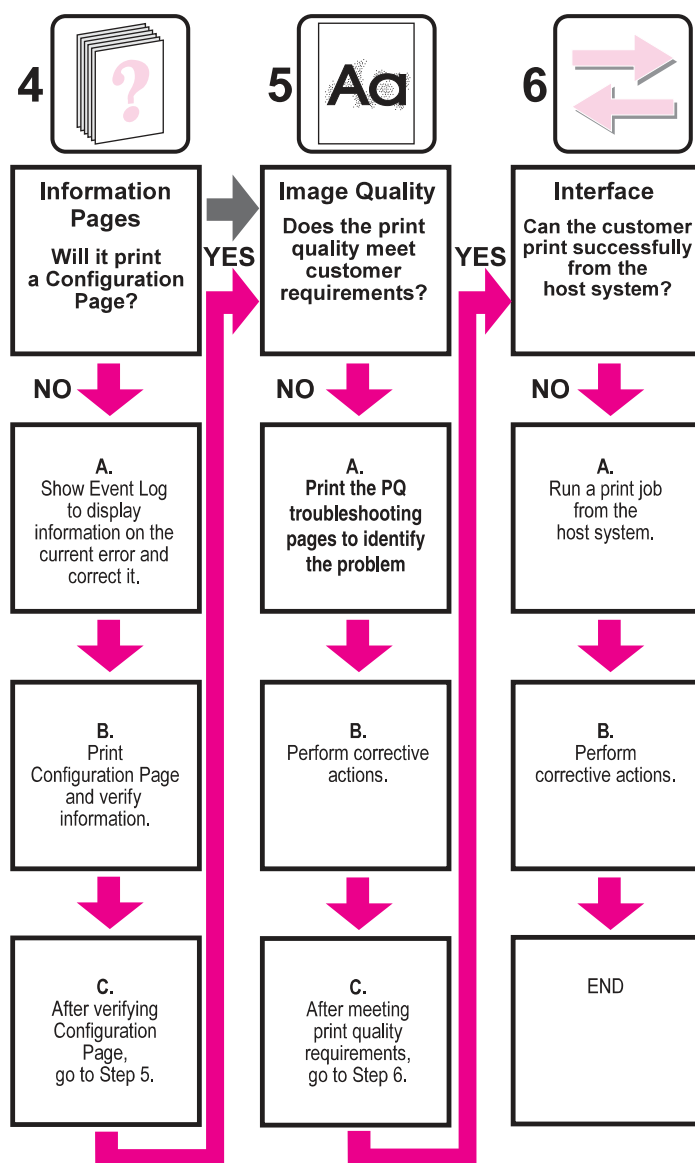 4
?
Information
Pages
Will it print
a Configuration
Page?
YES
NO
A.
Show Event Log
to display
information on the
current error and
correct it.
B.
Print
Configuration Page
and verify
information.
C.
After verifying
Configuration
Page,
go to Step 5.
5
Aa
Image Quality
Does the print
quality meet
customer
requirements?
YES
NO
A.
Print the PQ
troubleshooting
pages to identify
the problem
B.
Perform corrective
actions.
C.
After meeting
print quality
requirements,
go to Step 6.
6
Interface
Can the customer
print successfully
from the
host system?
NO
A.
Run a print job
from the
host system.
B.
Perform
corrective actions.
END